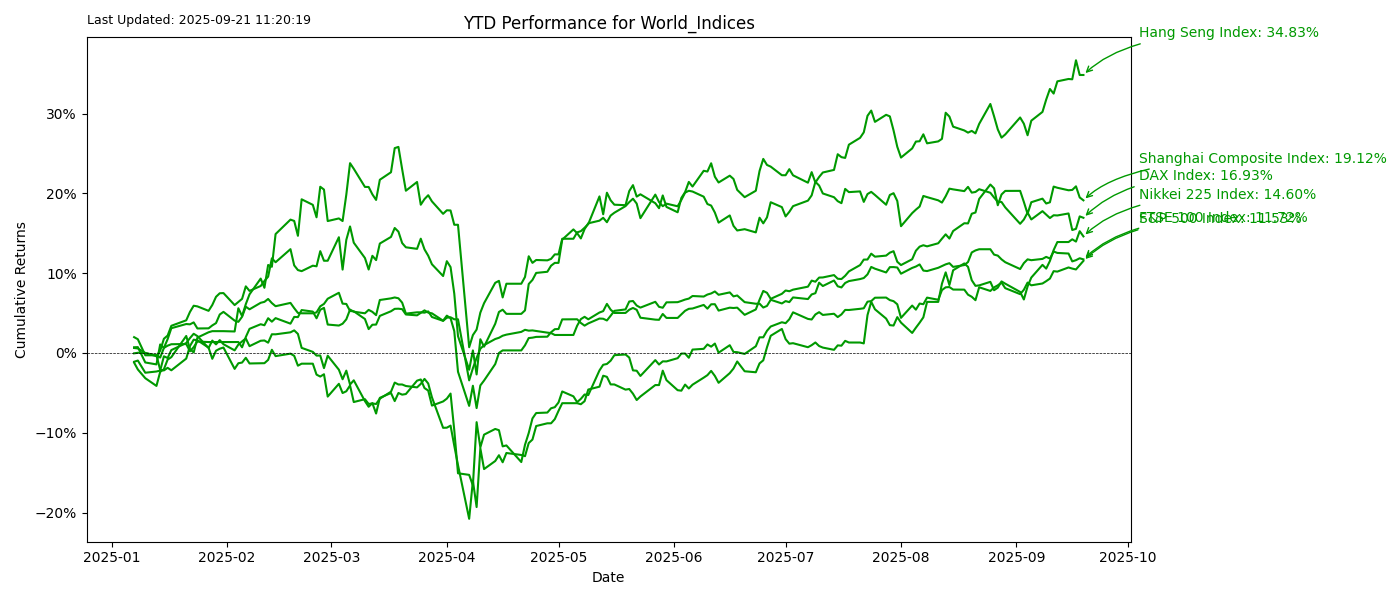 Last Updated: 2025-09-21 11:20:19
YTD Performance for World_Indices
Hang Seng Index: 34.83%
Shanghai Composite Index: 19.12%
DAX Index: 16.93%
Nikkei 225 Index: 14.60%
Cumulative Returns
30%
20%
10%
0%
−10%
−20%
2025-01
2025-02
2025-03
2025-04
2025-05
2025-06
2025-07
2025-08
2025-09
2025-10
Date